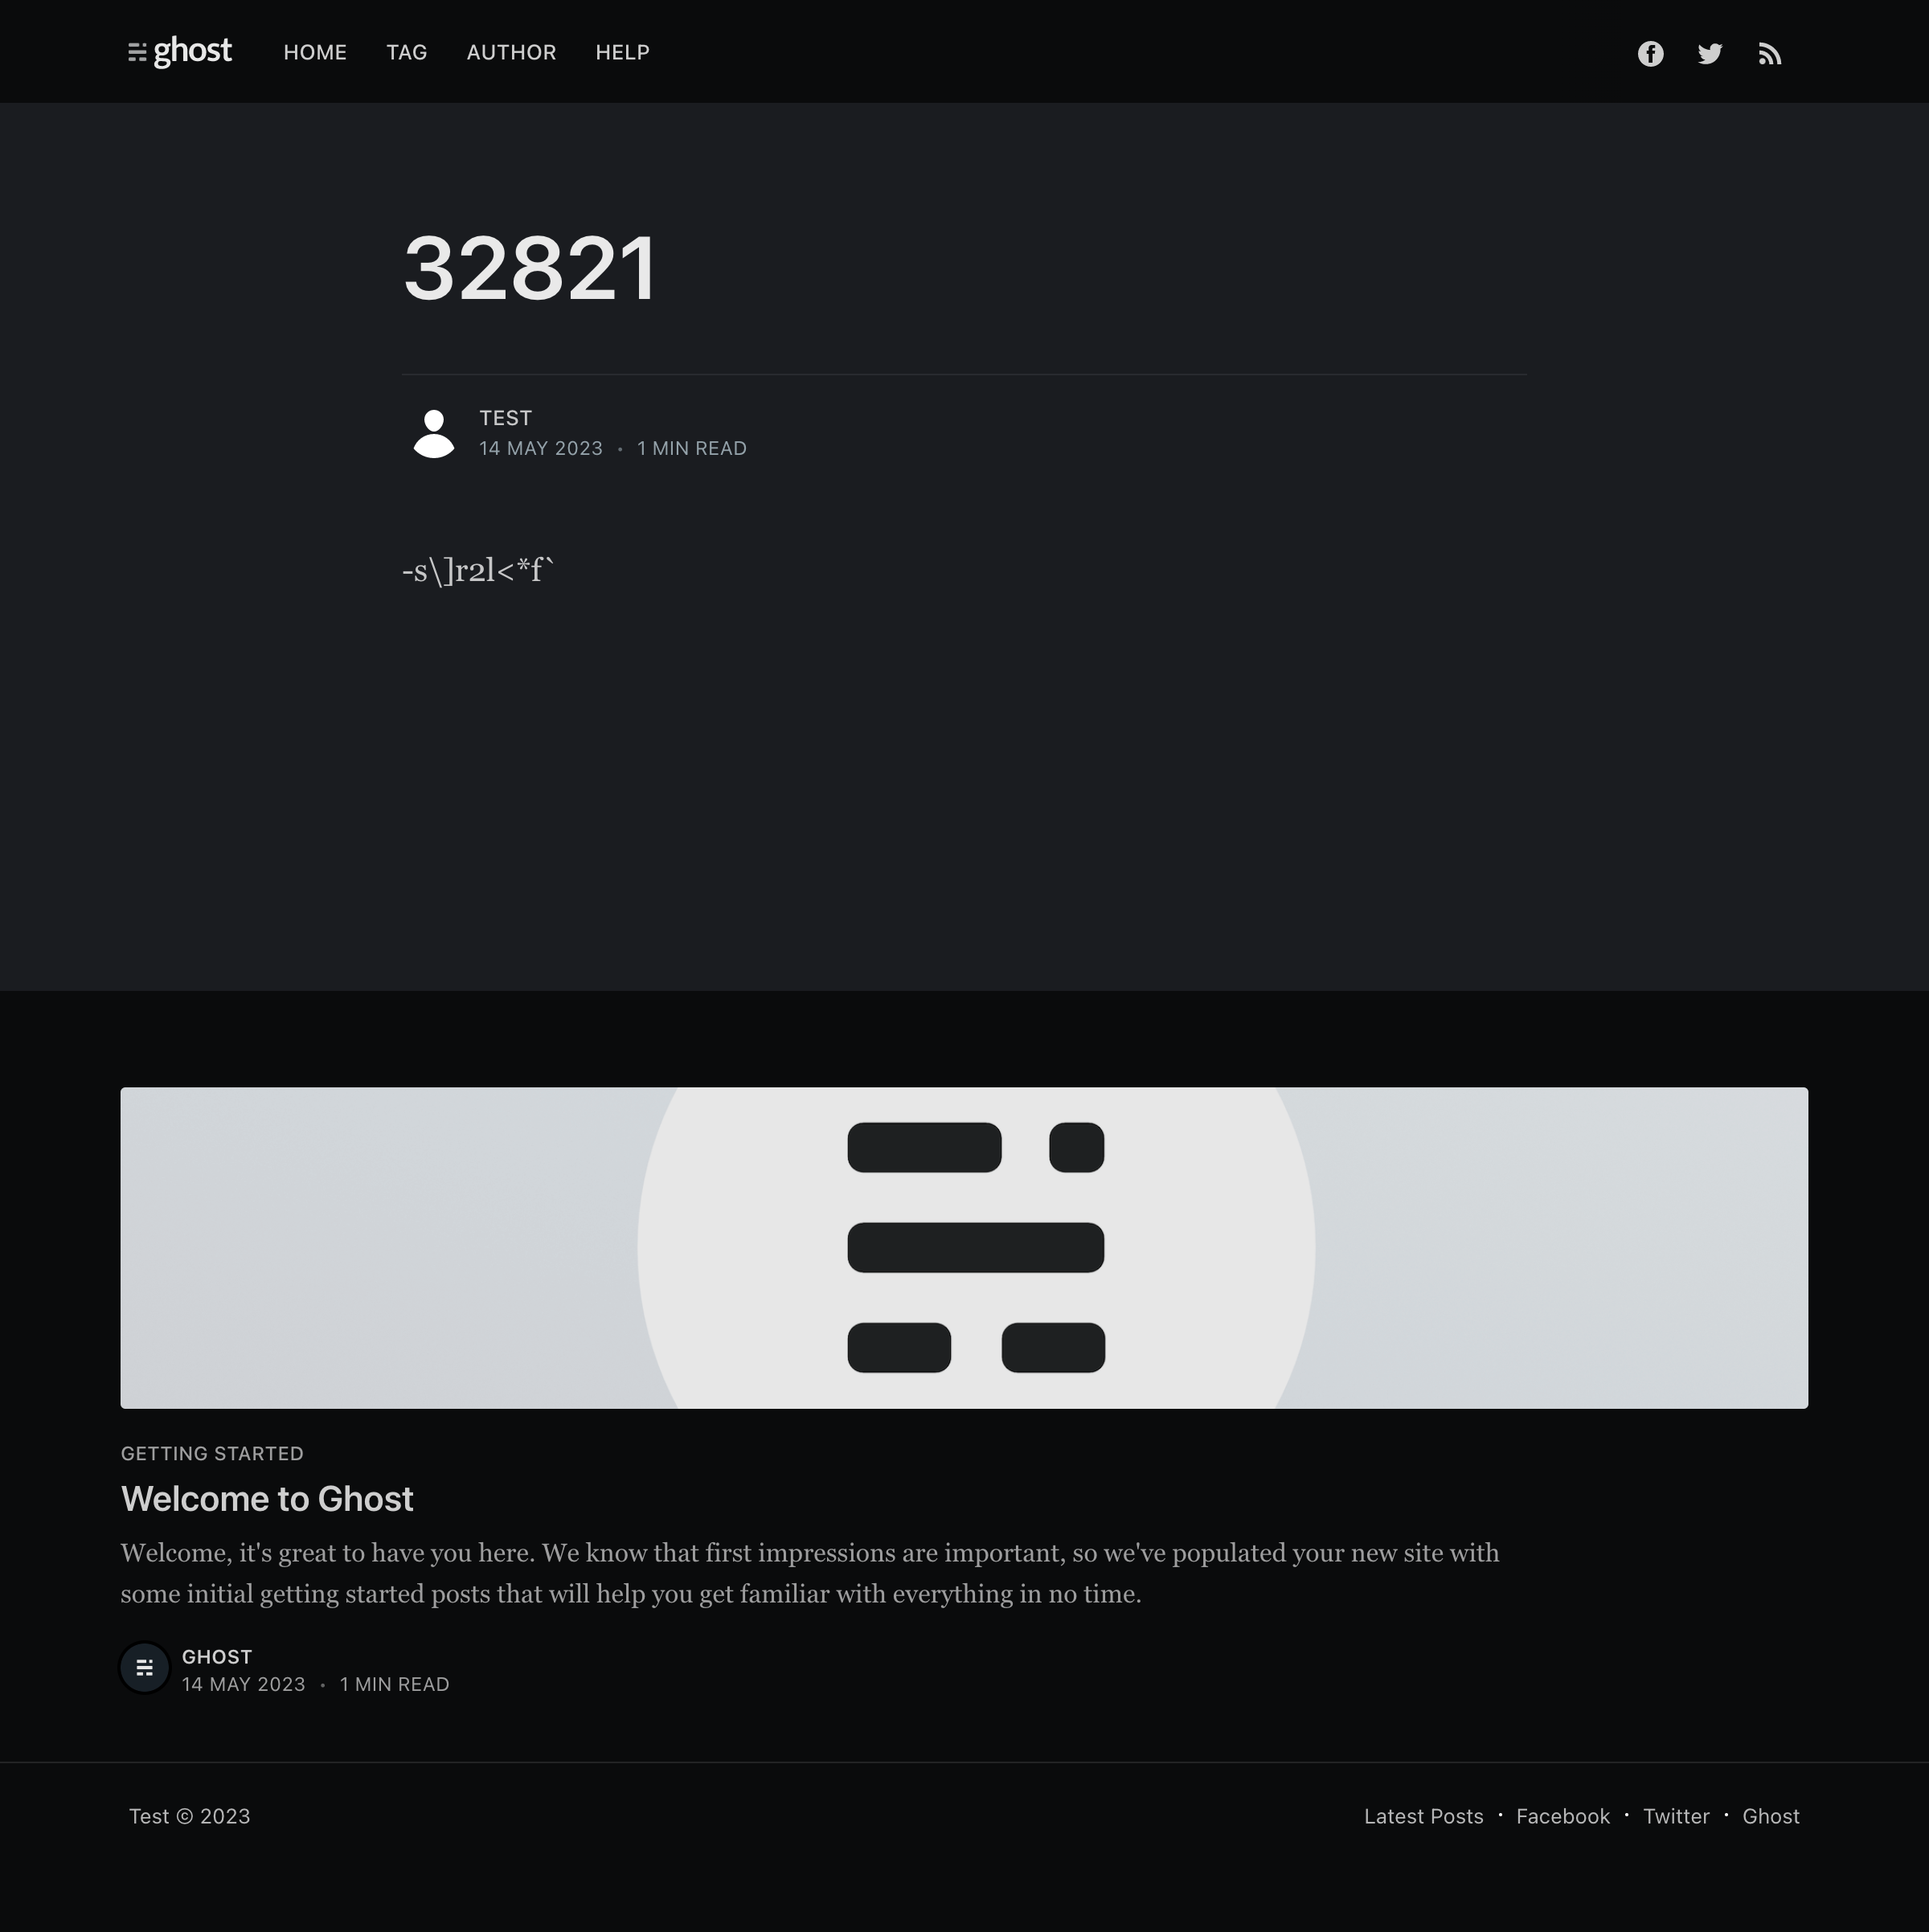 ghost HOME TAG AUTHOR HELP
32821
TEST
14 MAY 2023 • 1 MIN READ
-s\]r2l<*f`
GETTING STARTED
Welcome to Ghost
Welcome, it's great to have you here. We know that first impressions are important, so we've populated your new site with
some initial getting started posts that will help you get familiar with everything in no time.
GHOST
14 MAY 2023 • 1 MIN READ
Test © 2023
Latest Posts · Facebook · Twitter · Ghost